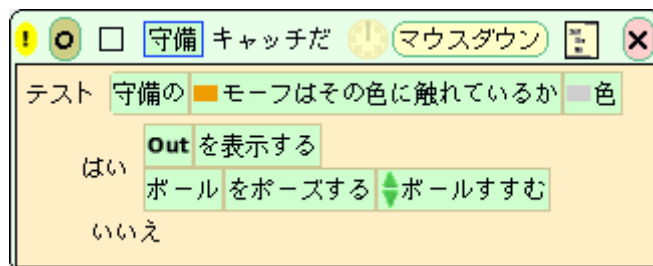 ! 守備 キャッチだ マウスダウン
テスト 守備の モーフはその色に触れているか 色
はい Out を表示する
ボール をポーズする ボールすすむ
いいえ